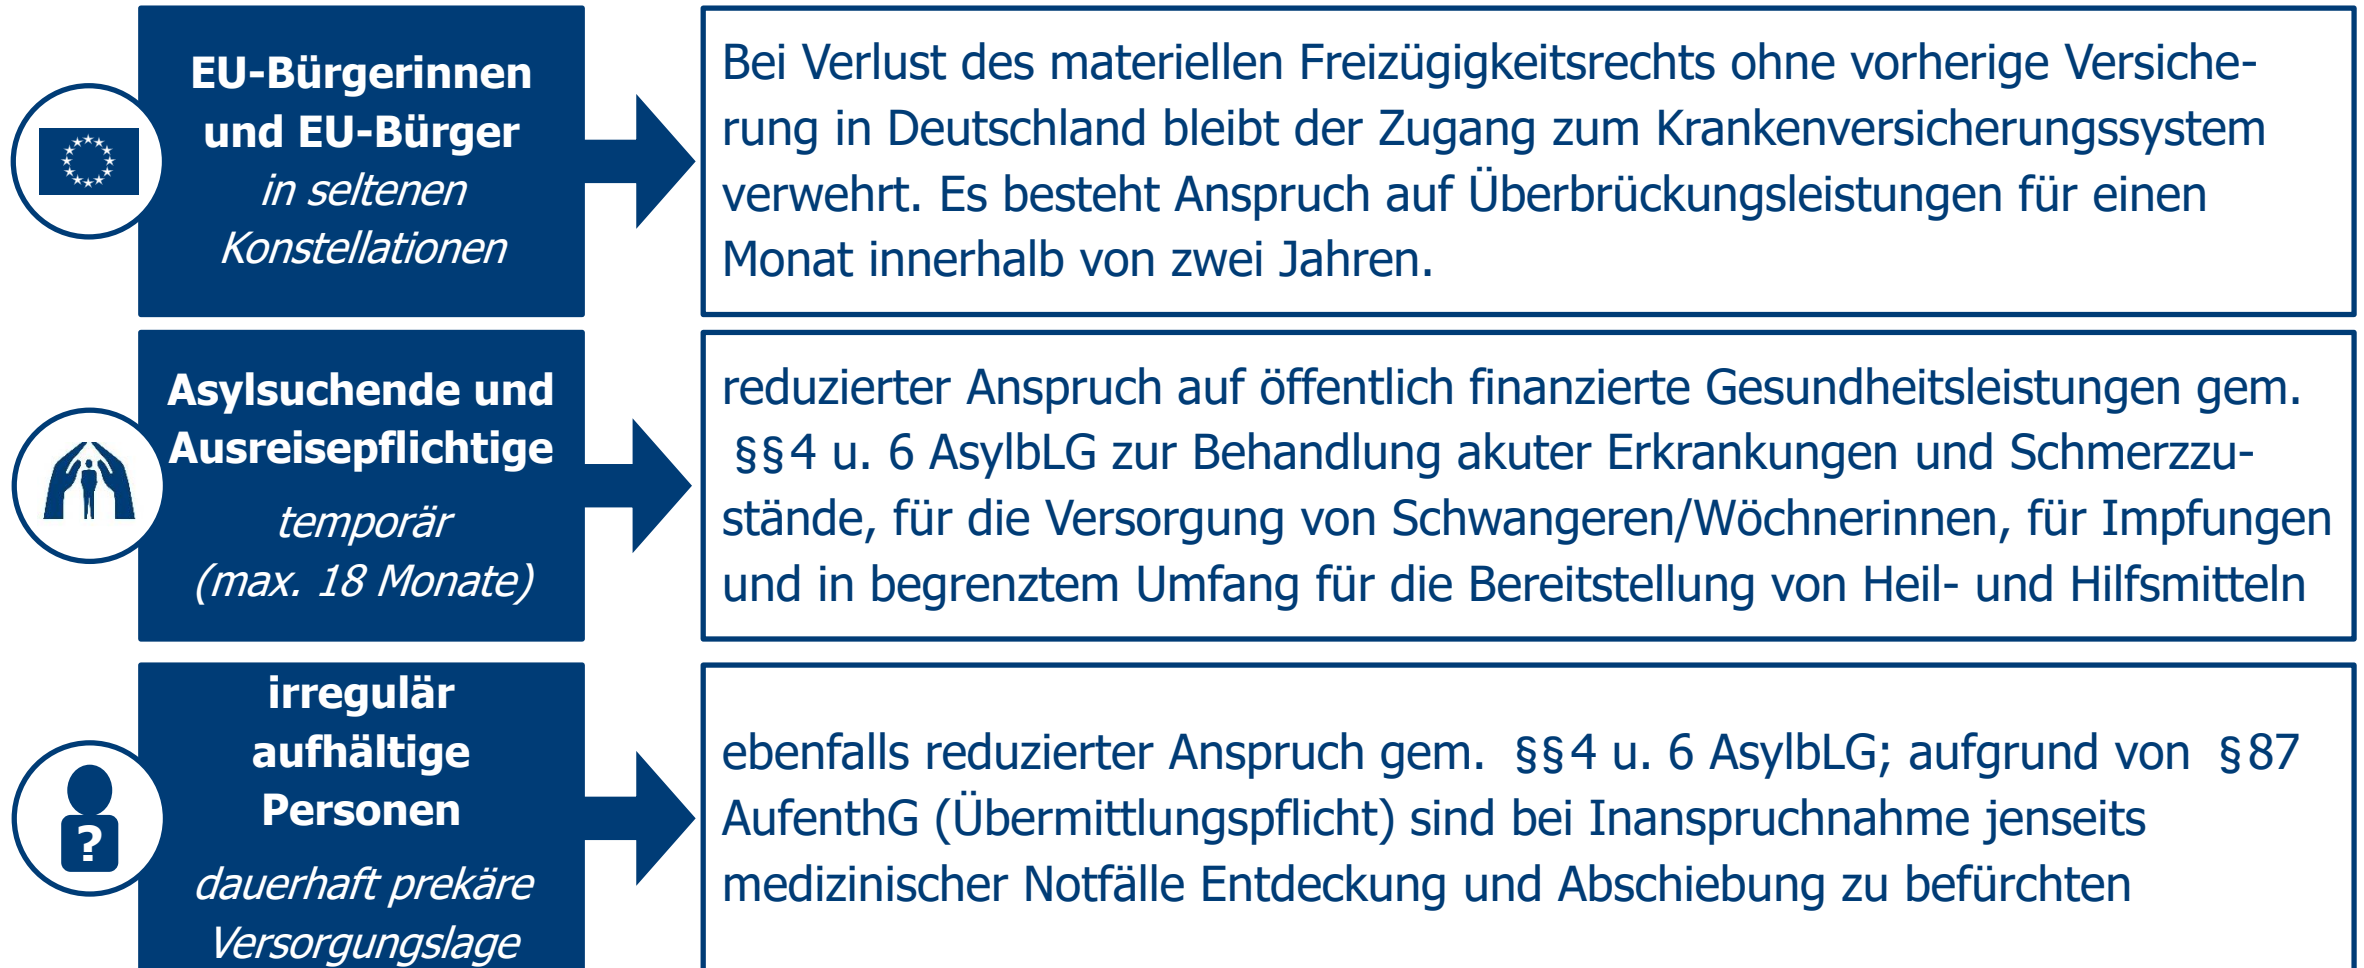 EU-Bürgerinnen
und EU-Bürger
in seltenen
Konstellationen
Bei Verlust des materiellen Freizügigkeitsrechts ohne vorherige Versiche-
rung in Deutschland bleibt der Zugang zum Krankenversicherungssystem
verwehrt. Es besteht Anspruch auf Überbrückungsleistungen für einen
Monat innerhalb von zwei Jahren.
Asylsuchende und
Ausreisepflichtige
temporär
(max. 18 Monate)
reduzierter Anspruch auf öffentlich finanzierte Gesundheitsleistungen gem.
§§4 u. 6 AsylbLG zur Behandlung akuter Erkrankungen und Schmerzzu-
stände, für die Versorgung von Schwangeren/Wöchnerinnen, für Impfungen
und in begrenztem Umfang für die Bereitstellung von Heil- und Hilfsmitteln
?
irregulär
aufhältige
Personen
dauerhaft prekäre
Versorgungslage
ebenfalls reduzierter Anspruch gem. §§4 u. 6 AsylbLG; aufgrund von §87
AufenthG (Übermittlungspflicht) sind bei Inanspruchnahme jenseits
medizinischer Notfälle Entdeckung und Abschiebung zu befürchten